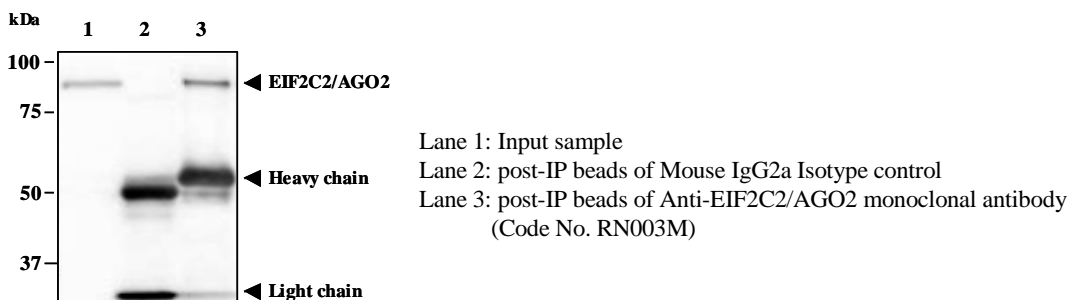 kDa
1 2 3
100
EIF2C2/AGO2
75
Lane 1: Input sample
Lane 2: post-IP beads of Mouse IgG2a Isotype control
Heavy chain
50
Lane 3: post-IP beads of Anti-EIF2C2/AGO2 monoclonal antibody
(Code No. RN003M)
37
Light chain